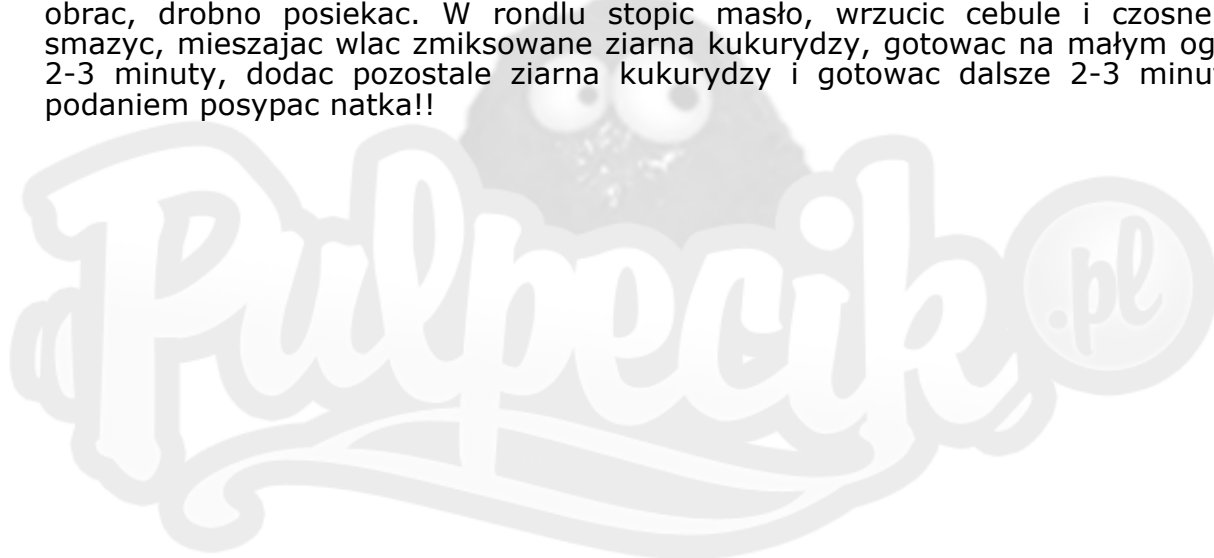 obrac, drobno posiekac. W rondlu stopic masło, wrzucic cebule i czosne
smazyc, mieszajac wlac zmiksowane ziarna kukurydzy, gotowac na małym og
2-3 minuty, dodac pozostale ziarna kukurydzy i gotowac dalsze 2-3 minu
podaniem posypac natka!!
Pulpecik
.pl